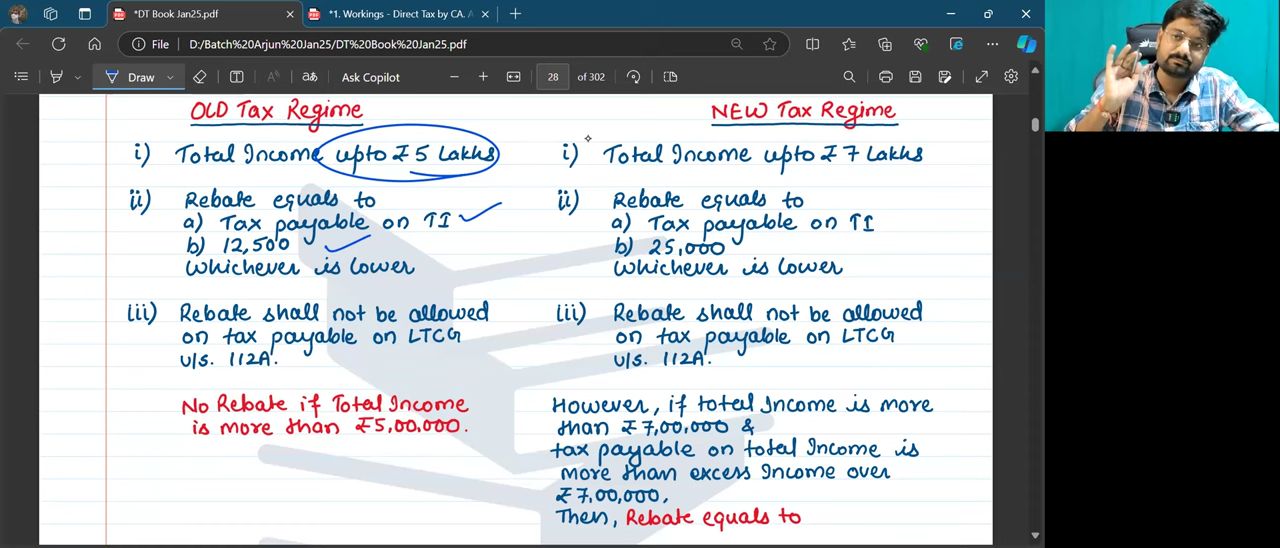 *DT Book Jan25.pdf
*1. Workings - Direct Tax by CA. A
File
D:/Batch%20Arjun%20Jan25/DT%20Book%20Jan25.pdf
Draw
Ask Copilot
28 of 302
OLD Tax Regime
i) Total Income upto ₹5 Lakhs
ii) Rebate equals to
a) Tax payable on TI
b) 12,500
Whichever is lower
iii) Rebate shall not be allowed
on tax payable on LTCG
u/s. 112A.
No Rebate if Total Income
is more than ₹5,00,000.
NEW Tax Regime
i) Total Income upto ₹7 Lakhs
ii) Rebate equals to
a) Tax payable on TI
b) 25,000
Whichever is lower
iii) Rebate shall not be allowed
on tax payable on LTCG
u/s. 112A.
However, if total Income is more
than ₹7,00,000 &
tax payable on total Income is
more than excess Income over
₹7,00,000.
Then, Rebate equals to